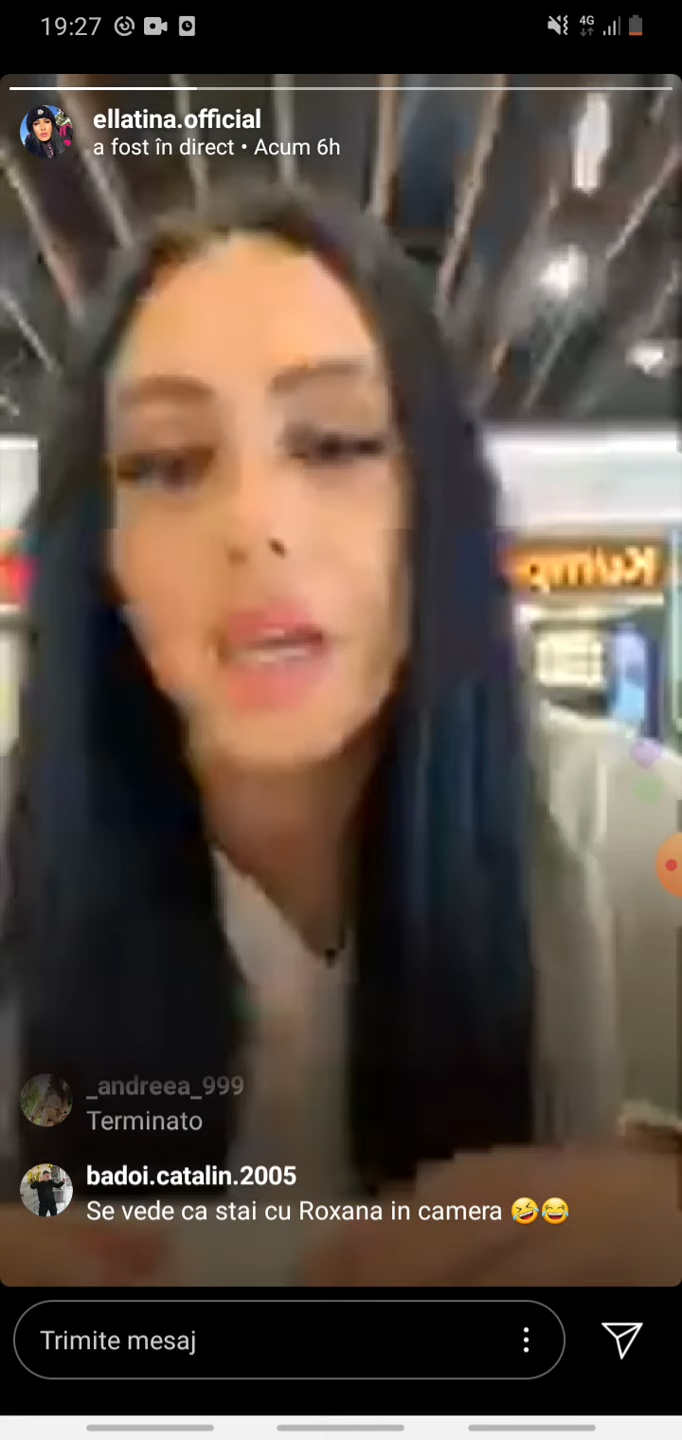 19:27
4G
ellatina.official
a fost în direct • Acum 6h
_andreea_999
Terminato
badoi.catalin.2005
Se vede ca stai cu Roxana in camera 🤣😂
Trimite mesaj